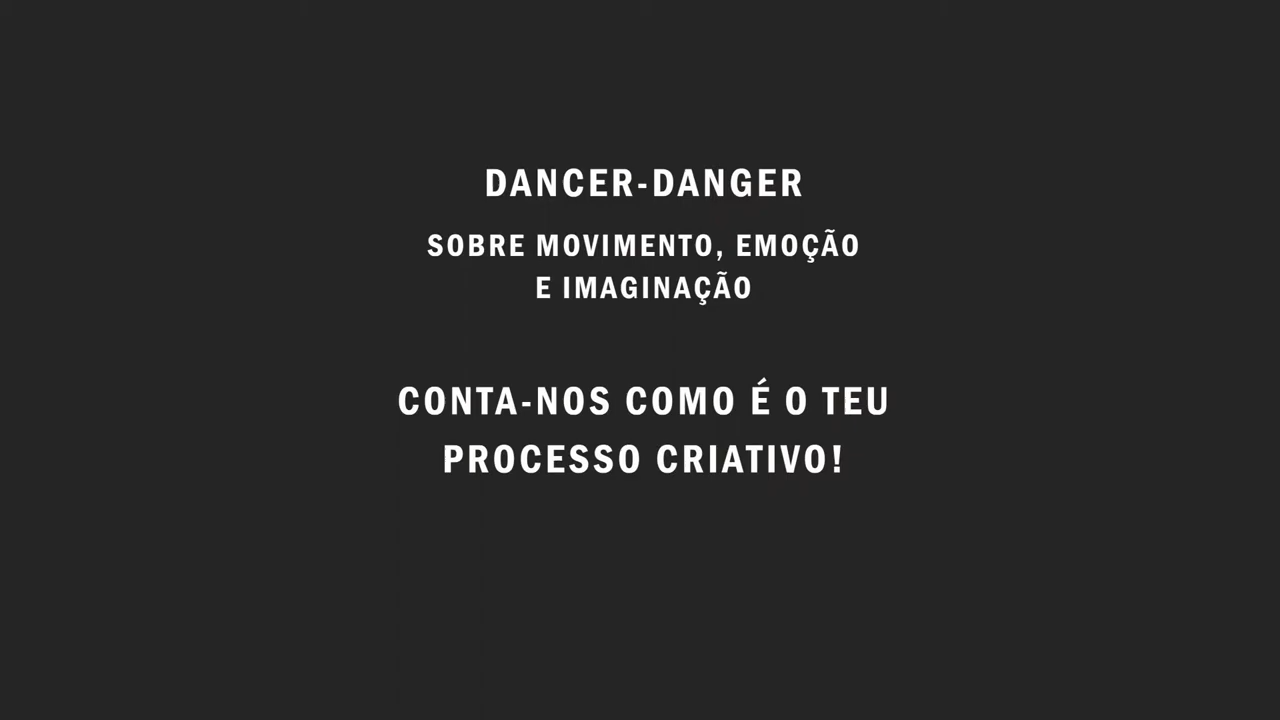 DANCER-DANGER
SOBRE MOVIMENTO, EMOÇÃO
E IMAGINAÇÃO
CONTA-NOS COMO É O TEU
PROCESSO CRIATIVO!